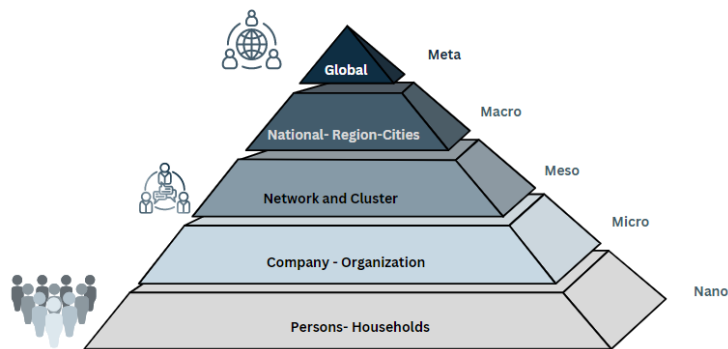 Global
Meta
National- Region-Cities
Macro
Network and Cluster
Meso
Company - Organization
Micro
Persons- Households
Nano